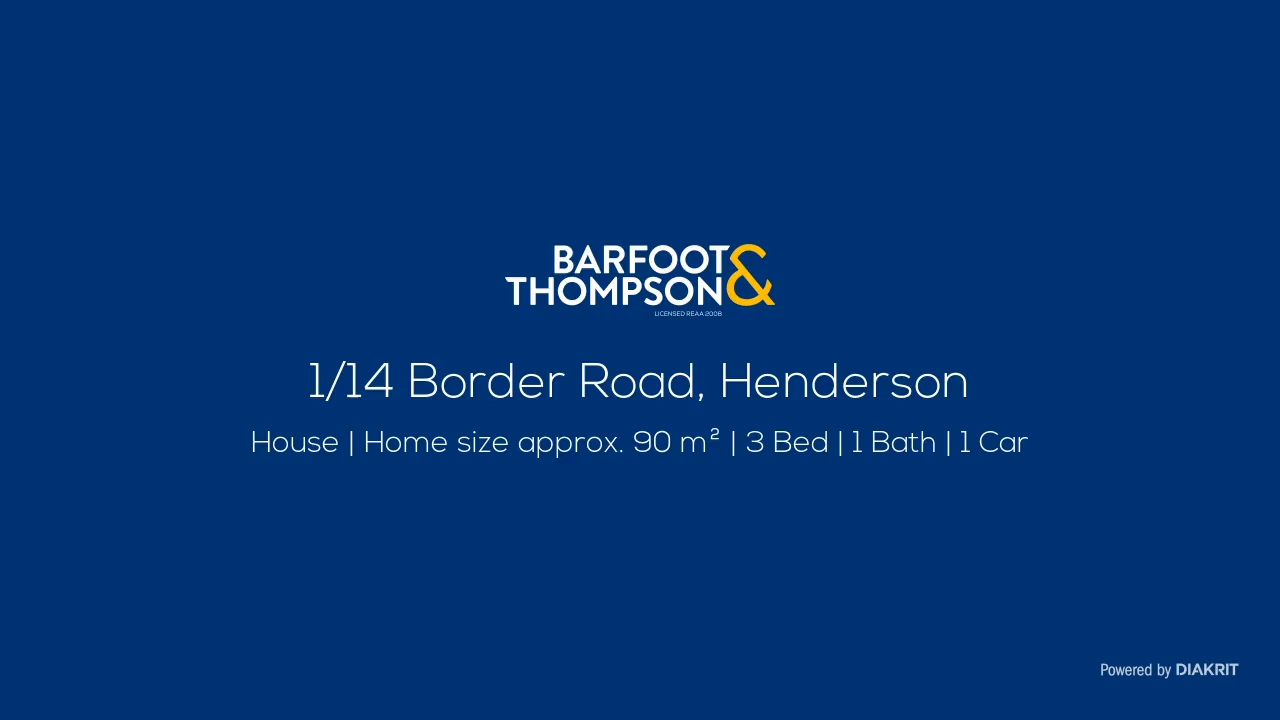 BARFOOT &
THOMPSON
LICENSED REAA 2008
1/14 Border Road, Henderson
House | Home size approx. 90 m² | 3 Bed | 1 Bath | 1 Car
Powered by DIAKRIT